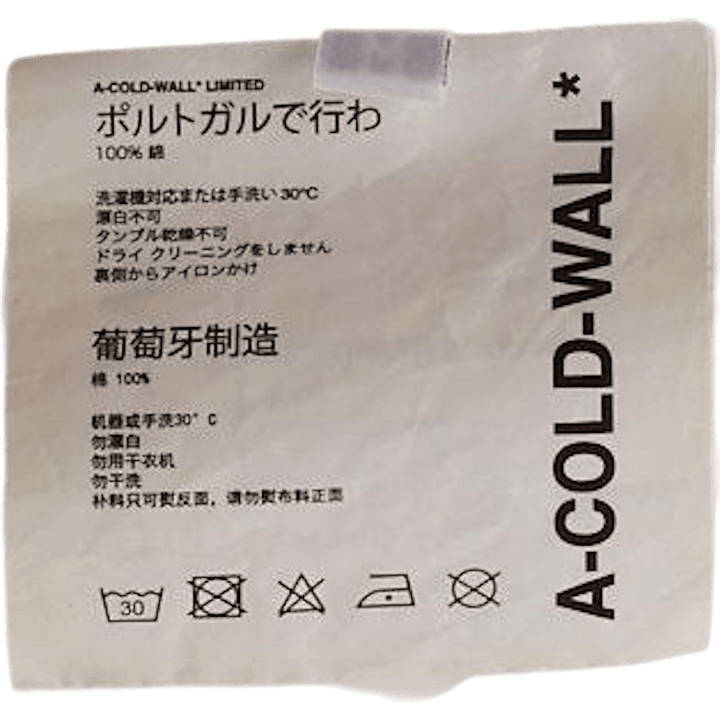 A-COLD-WALL* LIMITED
ポルトガルで行わ
100% 綿
洗濯機対応または手洗い 30°C
漂白不可
タンブル乾燥不可
ドライ クリーニングをしません
裏側からアイロンかけ
葡萄牙制造
棉 100%
机器或手洗30° C
勿漂白
勿用干衣机
勿干洗
补料只可熨反面，请勿熨布料正面
30
A-COLD-WALL*